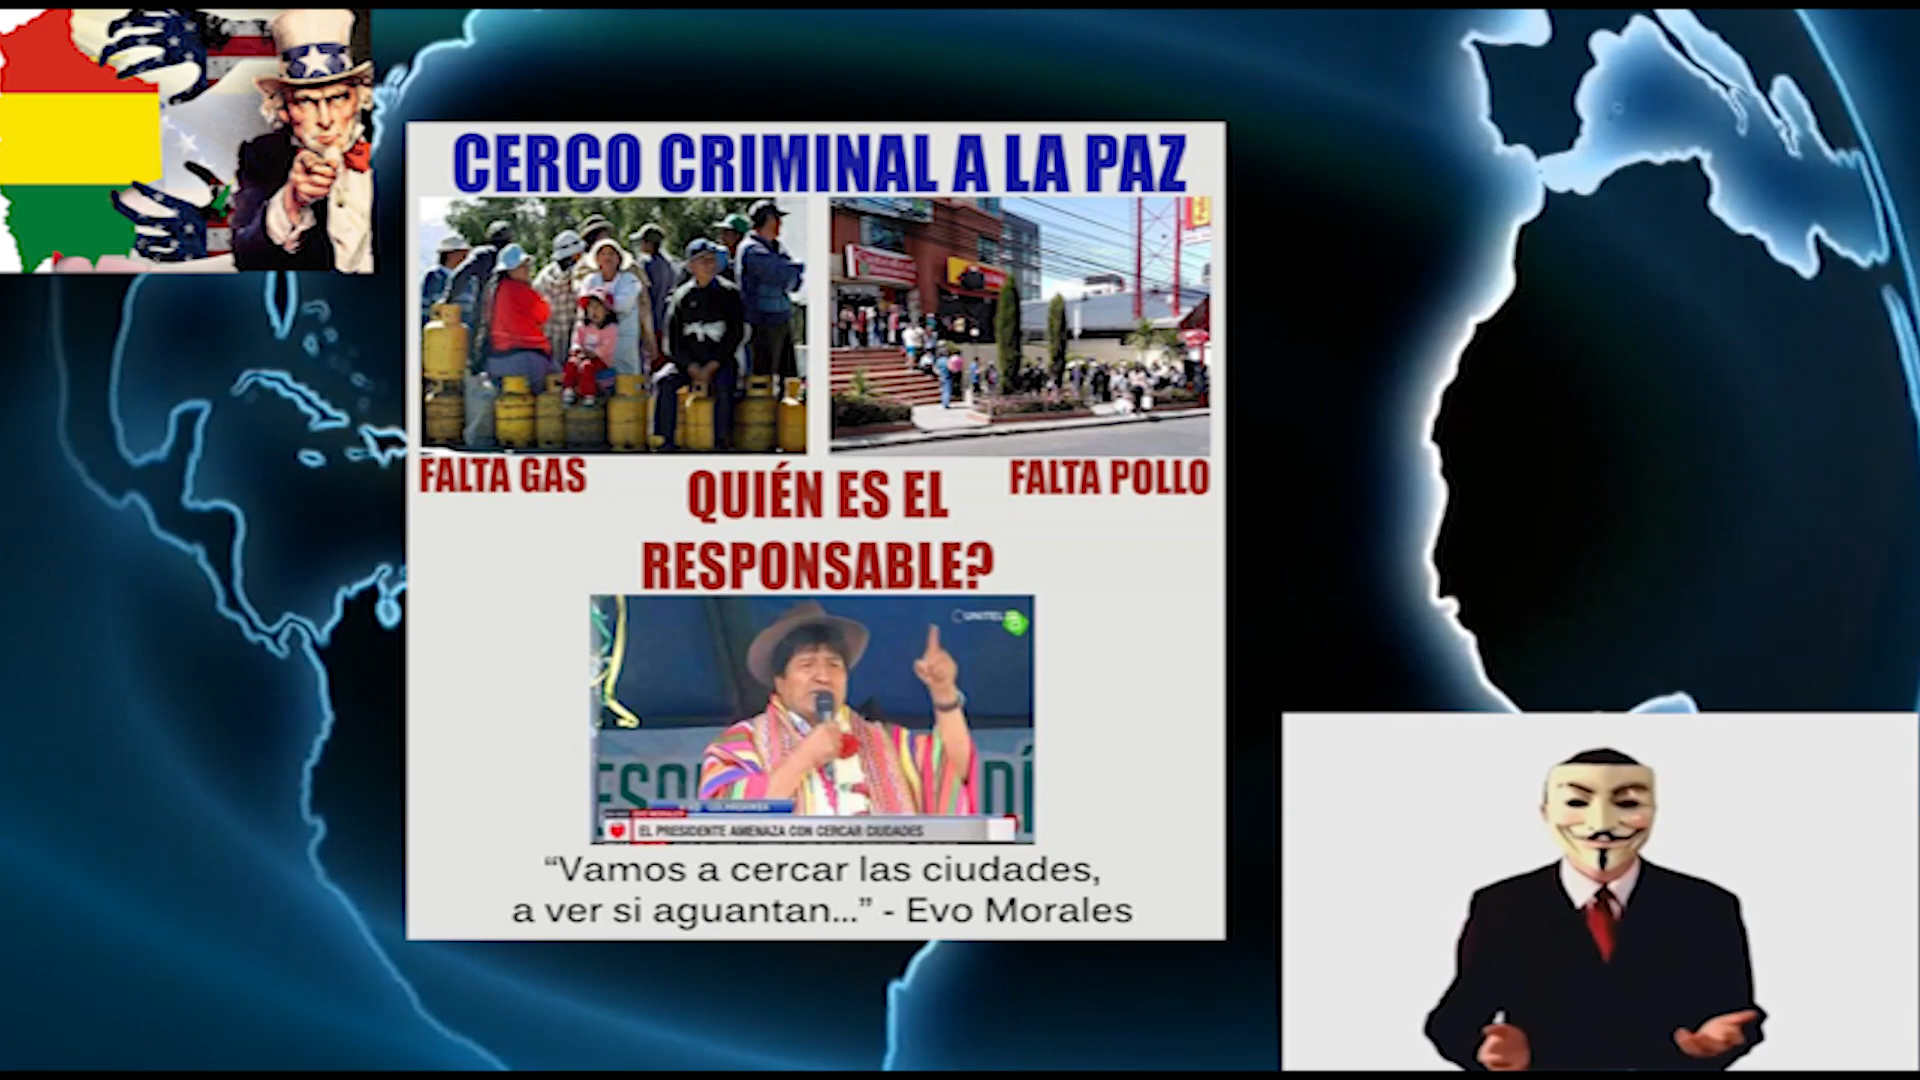 CERCO CRIMINAL A LA PAZ
FALTA GAS
FALTA POLLO
QUIÉN ES EL
RESPONSABLE?
UNITEL
EL PRESIDENTE AMENAZA CON CERCAR CIUDADES
“Vamos a cercar las ciudades,
a ver si aguantan...” - Evo Morales